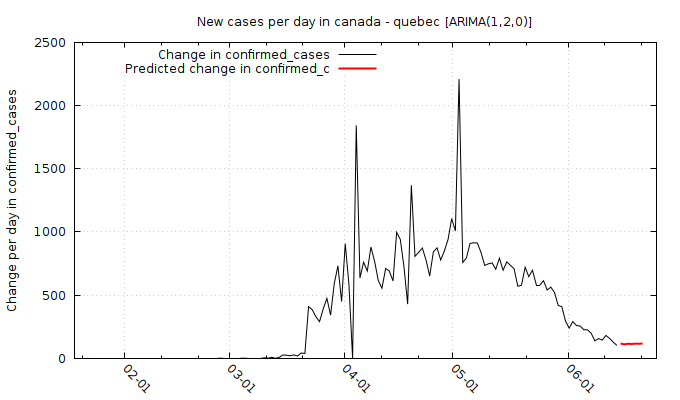 New cases per day in canada - quebec [ARIMA(1,2,0)]
Change in confirmed_cases
Predicted change in confirmed_c
Change per day in confirmed_cases
2500
2000
1500
1000
500
0
02-01
03-01
04-01
05-01
06-01